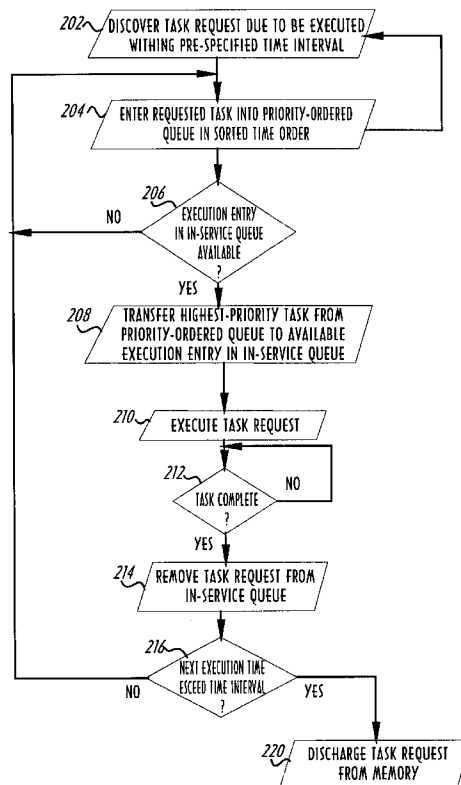 202 DISCOVER TASK REQUEST DUE TO BE EXECUTED
WITHING PRE-SPECIFIED TIME INTERVAL
204 ENTER REQUESTED TASK INTO PRIORITY-ORDERED
QUEUE IN SORTED TIME ORDER
206
EXECUTION ENTRY
IN IN-SERVICE QUEUE
AVAILABLE
?
NO
YES
208 TRANSFER HIGHEST-PRIORITY TASK FROM
PRIORITY-ORDERED QUEUE TO AVAILABLE
EXECUTION ENTRY IN IN-SERVICE QUEUE
210 EXECUTE TASK REQUEST
212
TASK COMPLETE
?
NO
YES
214 REMOVE TASK REQUEST FROM
IN-SERVICE QUEUE
216
NEXT EXECUTION TIME
ESCEED TIME INTERVAL
?
NO
YES
220 DISCHARGE TASK REQUEST
FROM MEMORY